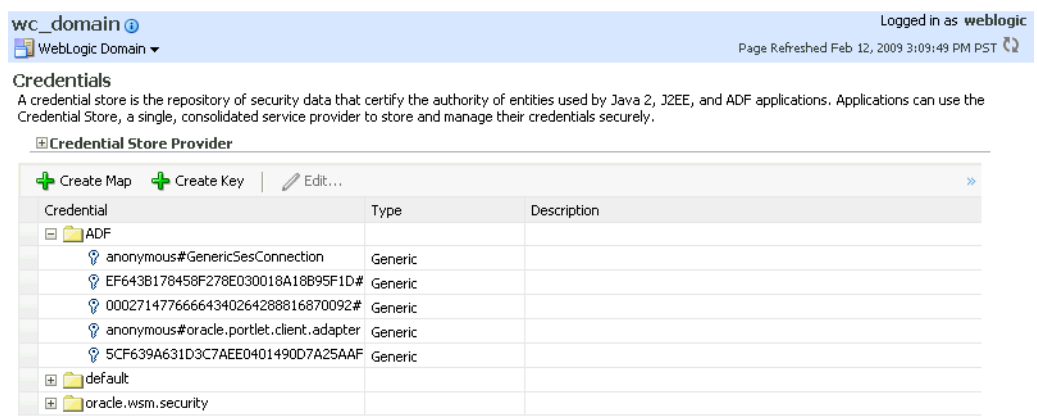 wc_domain
Logged in as weblogic
WebLogic Domain
Page Refreshed Feb 12, 2009 3:09:49 PM PST
Credentials
A credential store is the repository of security data that certify the authority of entities used by Java 2, J2EE, and ADF applications. Applications can use the
Credential Store, a single, consolidated service provider to store and manage their credentials securely.
Credential Store Provider
Create Map Create Key Edit... »
Credential Type Description
ADF
anonymous#GenericSesConnection Generic
EF643B178458F278E030018A18B95F1D# Generic
00027147766664340264288816870092# Generic
anonymous#oracle.portlet.client.adapter Generic
5CF639A631D3C7AEE0401490D7A25AAF Generic
default
oracle.wsm.security